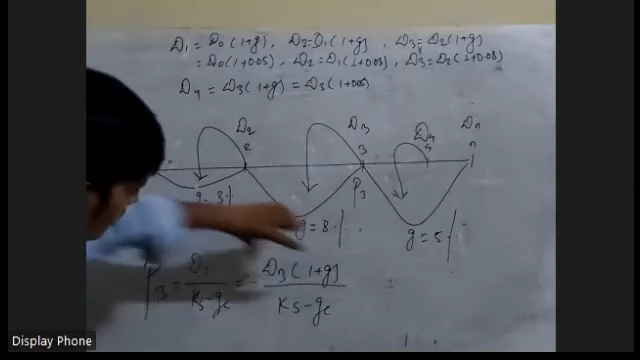 D₁ = D₀(1+g), D₂=D₁(1+g), D₃=D₂(1+g)
= D₀(1+0.05), D₂=D₁(1+0.08), D₃=D₂(1+0.08)
D₄ = D₃(1+g) = D₃(1+0.05)
D₂ D₃ D₄ Dₙ
2 3 4 n
P₃
g = 8% g = 5%
P₃ = D₄/(Ks-gc) = D₃(1+g)/(Ks-gc)
Display Phone